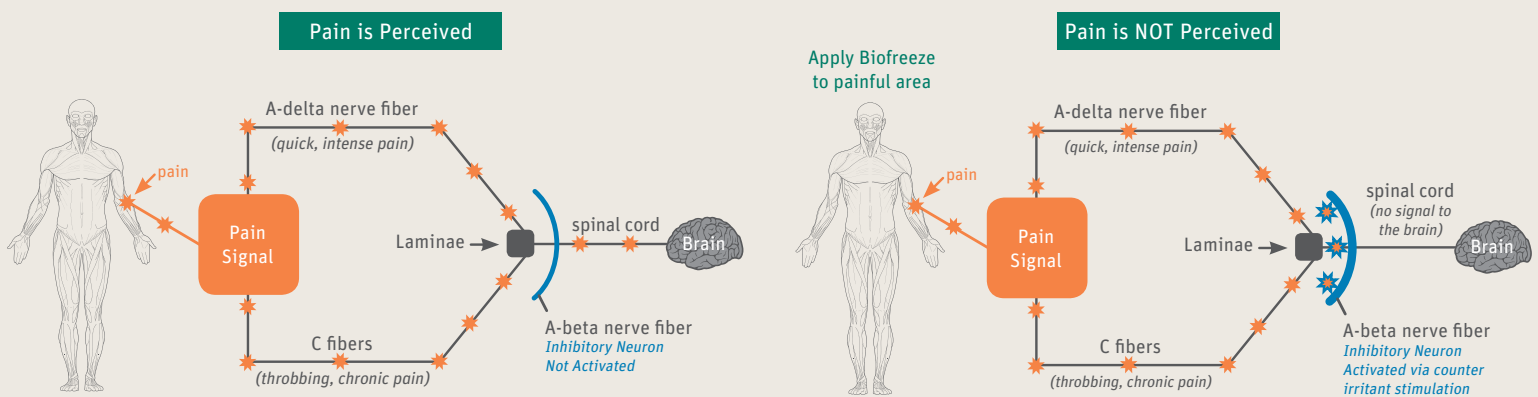 Pain is Perceived
A-delta nerve fiber
(quick, intense pain)
pain
Pain
Signal
Laminae
spinal cord
Brain
A-beta nerve fiber
Inhibitory Neuron
Not Activated
C fibers
(throbbing, chronic pain)
Pain is NOT Perceived
Apply Biofreeze
to painful area
A-delta nerve fiber
(quick, intense pain)
pain
Pain
Signal
Laminae
spinal cord
(no signal to
the brain)
Brain
A-beta nerve fiber
Inhibitory Neuron
Activated via counter
irritant stimulation
C fibers
(throbbing, chronic pain)